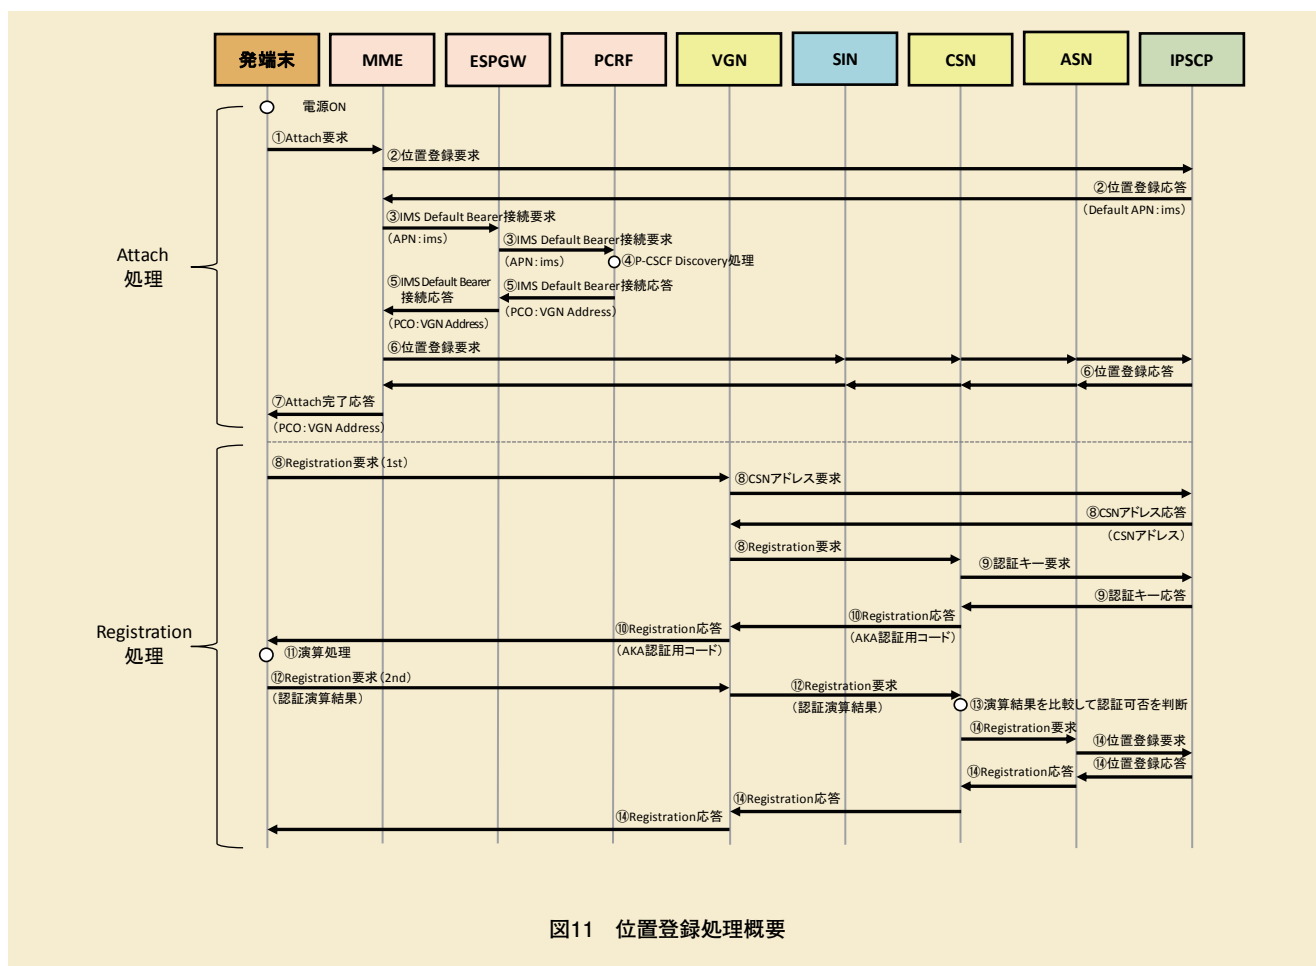 発端末
MME
ESPGW
PCRF
VGN
SIN
CSN
ASN
IPSCP
電源ON
①Attach要求
②位置登録要求
②位置登録応答
(Default APN:ims)
③IMS Default Bearer接続要求
(APN:ims)
③IMS Default Bearer接続要求
(APN:ims)
④P-CSCF Discovery処理
⑤IMS Default Bearer
接続応答
(PCO:VGN Address)
⑤IMS Default Bearer接続応答
(PCO:VGN Address)
⑥位置登録要求
⑥位置登録応答
⑦Attach完了応答
(PCO:VGN Address)
Attach
処理
⑧Registration要求(1st)
⑧CSNアドレス要求
⑧CSNアドレス応答
(CSNアドレス)
⑧Registration要求
⑨認証キー要求
⑨認証キー応答
⑩Registration応答
(AKA認証用コード)
⑩Registration応答
(AKA認証用コード)
⑪演算処理
⑫Registration要求(2nd)
(認証演算結果)
⑫Registration要求
(認証演算結果)
⑬演算結果を比較して認証可否を判断
⑭Registration要求
⑭位置登録要求
⑭位置登録応答
⑭Registration応答
⑭Registration応答
⑭Registration応答
Registration
処理
図11 位置登録処理概要